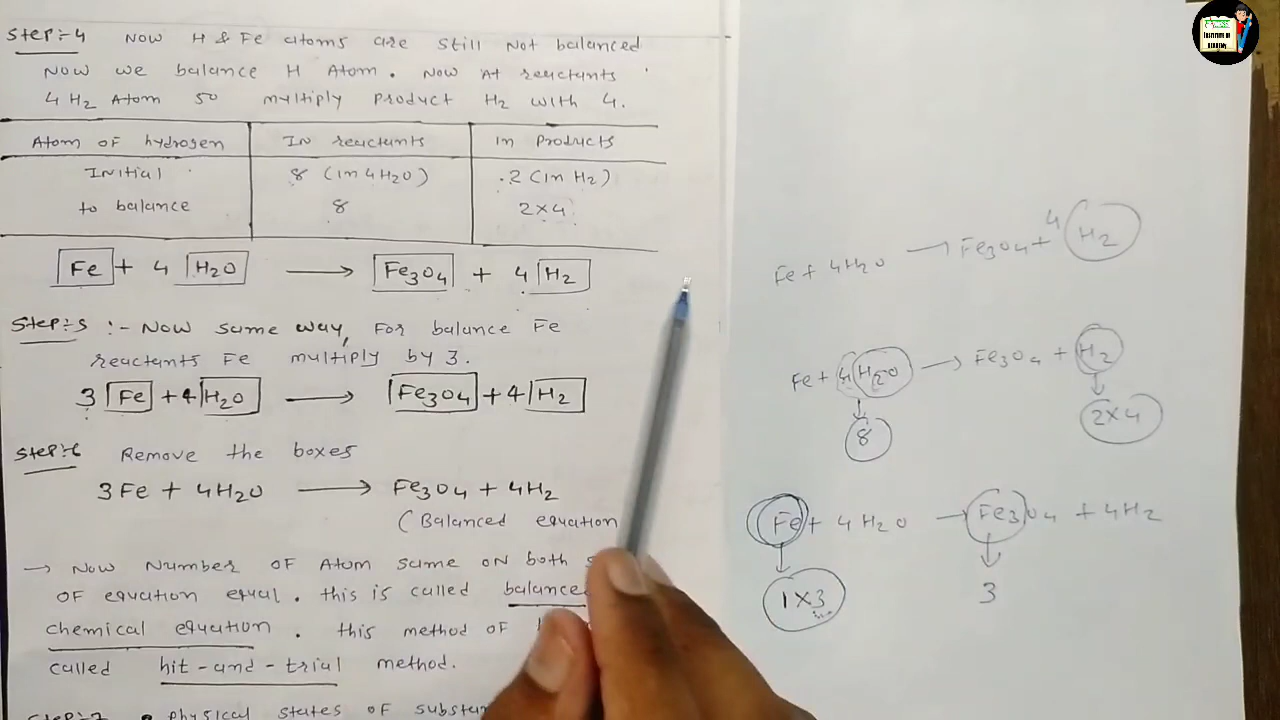 Step:-4 Now H & Fe atoms are still Not balanced
Now we balance H Atom. Now At reactants
4H₂ Atom so multiply product H₂ with 4.
Atom of hydrogen In reactants In Products
Initial 8 (in 4H₂O) 2 (in H₂)
to balance 8 2×4
Fe + 4 H₂O → Fe₃O₄ + 4 H₂
Step:-5 :- Now same way, For balance Fe
reactants Fe multiply by 3.
3 Fe + 4 H₂O → Fe₃O₄ + 4 H₂
Step:-6 Remove the boxes
3Fe + 4H₂O → Fe₃O₄ + 4H₂
(Balanced equation
→ Now Number of Atom same on both
of equation equal. this is called balance
chemical equation. this method of
called hit-and-trial method.
Step:-7 • Physical states of
Fe + 4H₂O → Fe₃O₄ + 4 H₂
Fe + 4 H₂O → Fe₃O₄ + H₂
8 2×4
Fe + 4H₂O → Fe₃O₄ + 4H₂
1×3 3